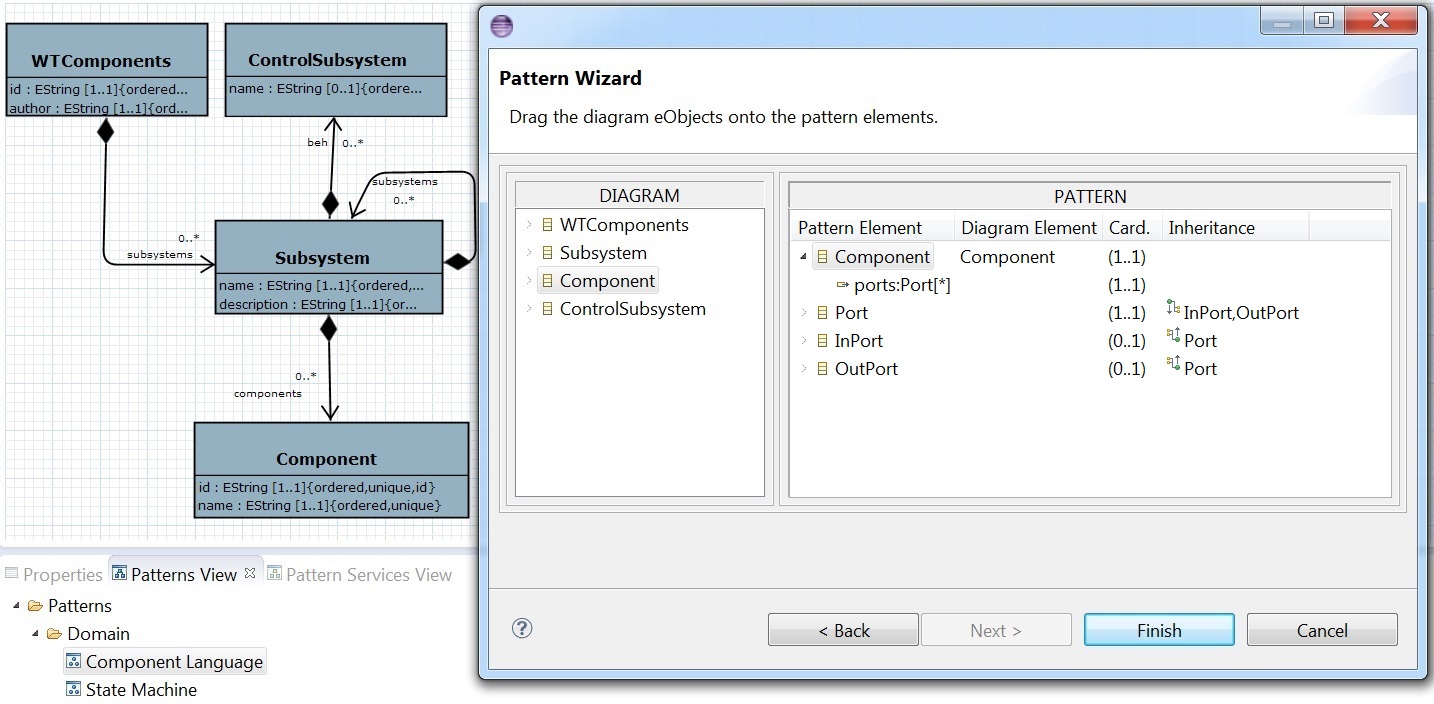 WTComponents
id : EString [1..1]{ordered...
author : EString [1..1]{ord...
ControlSubsystem
name : EString [0..1]{ordere...
beh 0..*
subsystems
0..*
0..*
subsystems
Subsystem
name : EString [1..1]{ordered,...
description : EString [1..1]{or...
0..*
components
Component
id : EString [1..1]{ordered,unique,id}
name : EString [1..1]{ordered,unique}
Properties Patterns View Pattern Services View
Patterns
Domain
Component Language
State Machine
Pattern Wizard
Drag the diagram eObjects onto the pattern elements.
DIAGRAM
WTComponents
Subsystem
Component
ControlSubsystem
PATTERN
Pattern Element Diagram Element Card. Inheritance
Component Component (1..1)
ports:Port[*] (1..1)
Port (1..1) InPort,OutPort
InPort (0..1) Port
OutPort (0..1) Port
? < Back Next > Finish Cancel